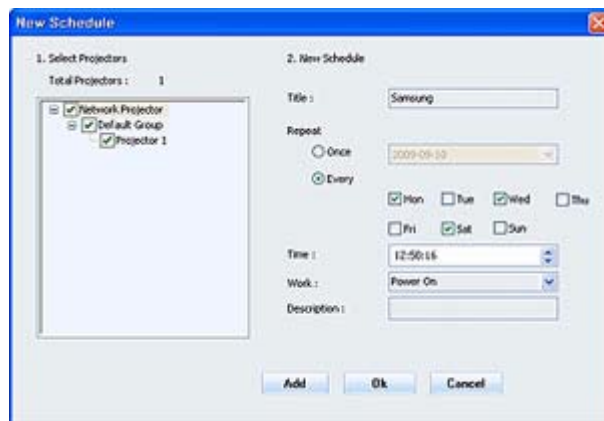 New Schedule
1. Select Projectors
Total Projectors : 1
Network Projector
Default Group
Projector 1
2. New Schedule
Title : Samsung
Repeat
Once 2009-09-10
Every
Mon Tue Wed Thu
Fri Sat Sun
Time : 12:50:16
Work : Power On
Description :
Add Ok Cancel